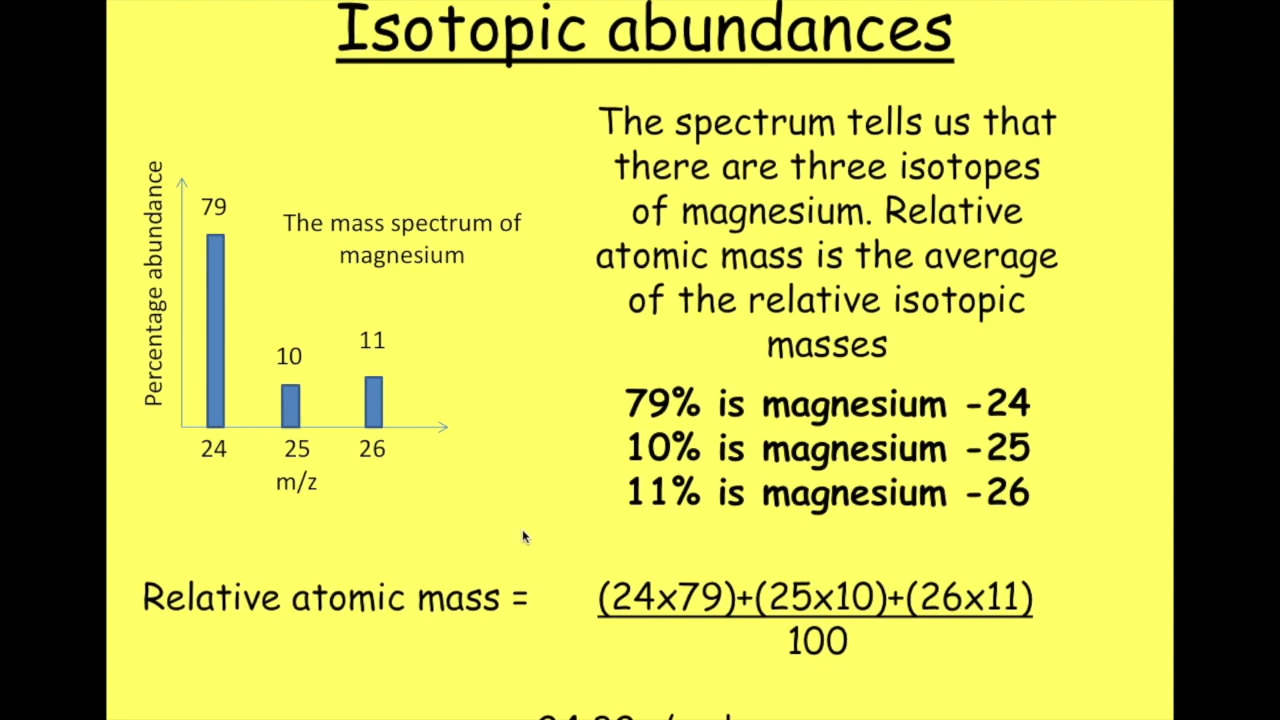 Isotopic abundances
The spectrum tells us that
there are three isotopes
of magnesium. Relative
atomic mass is the average
of the relative isotopic
masses
79% is magnesium -24
10% is magnesium -25
11% is magnesium -26
Percentage abundance
The mass spectrum of
magnesium
79
10
11
24 25 26
m/z
Relative atomic mass = (24x79)+(25x10)+(26x11)
100